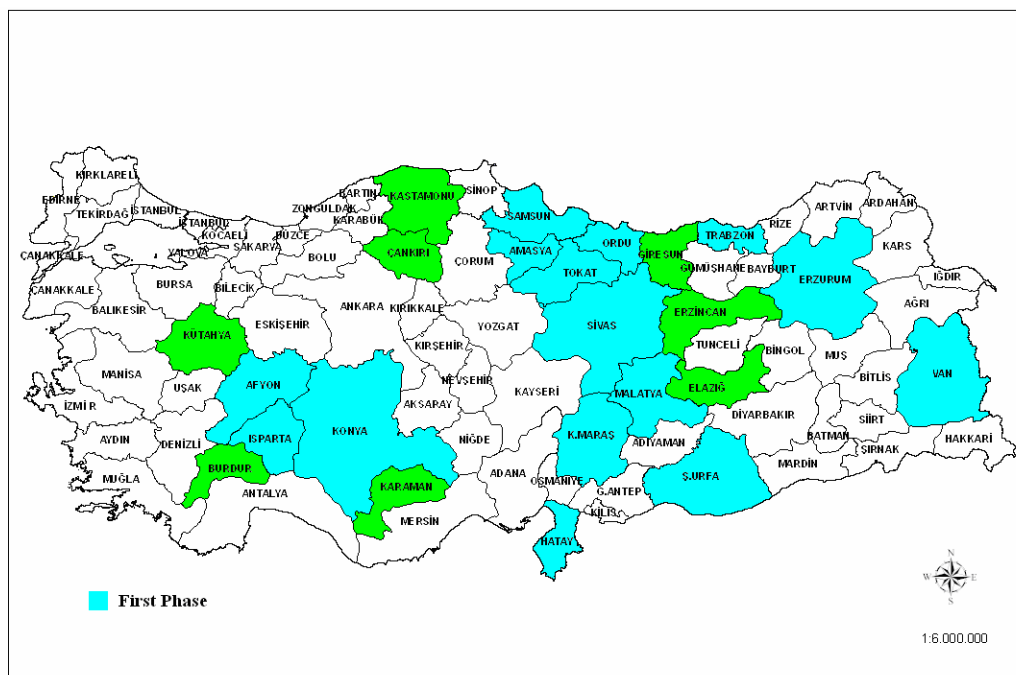 KIRKLARELİ
EDİRNE
TEKİRDAĞ
İSTANBUL
İSTANBUL
KOCAELİ
YALOVA
SAKARYA
DÜZCE
ZONGULDAK
BARTIN
KARABÜK
KASTAMONU
SİNOP
SAMSUN
ORDU
GİRESUN
TRABZON
RİZE
ARTVİN
ARDAHAN
KARS
ÇANAKKALE
ÇANAKKALE
BALIKESİR
BURSA
BİLECİK
BOLU
ÇANKIRI
ÇORUM
AMASYA
TOKAT
GÜMÜŞHANE
BAYBURT
ERZURUM
IĞDIR
AĞRI
KÜTAHYA
ESKİŞEHİR
ANKARA
KIRIKKALE
YOZGAT
SİVAS
ERZİNCAN
TUNCELİ
BİNGOL
MUŞ
BİTLİS
VAN
MANİSA
UŞAK
AFYON
KIRŞEHİR
NEVŞEHİR
KAYSERİ
MALATYA
ELAZIĞ
DİYARBAKIR
SİİRT
İZMİR
AYDIN
DENİZLİ
ISPARTA
KONYA
AKSARAY
NİĞDE
K.MARAŞ
ADIYAMAN
BATMAN
ŞIRNAK
HAKKARİ
MUĞLA
BURDUR
ANTALYA
KARAMAN
MERSİN
ADANA
OSMANİYE
G.ANTEP
KİLİS
Ş.URFA
MARDİN
HATAY
N
W
E
S
First Phase
1:6.000.000